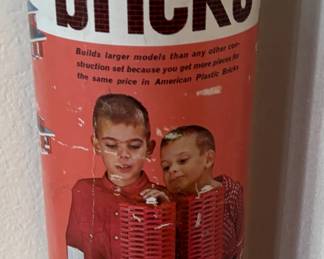 bricks
Builds larger models than any other con-
struction set because you get more pieces for
the same price in American Plastic Bricks